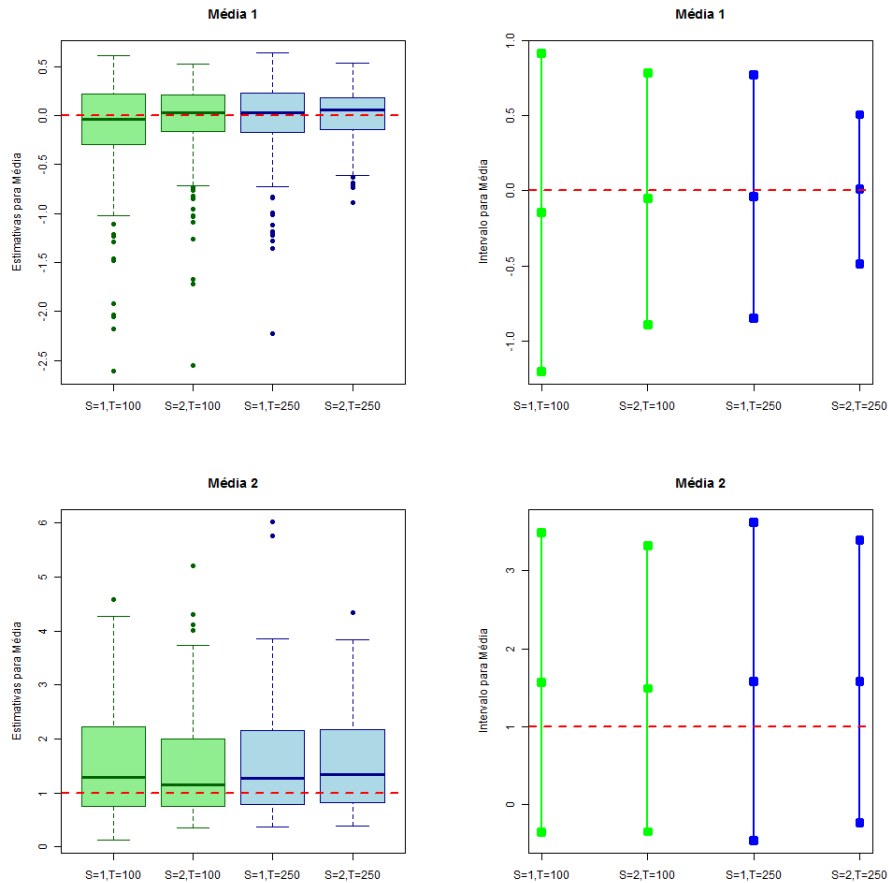 Média 1
Estimativas para Média
0.5
0.0
-0.5
-1.0
-1.5
-2.0
-2.5
S=1,T=100
S=2,T=100
S=1,T=250
S=2,T=250
Média 1
Intervalo para Média
1.0
0.5
0.0
-0.5
-1.0
S=1,T=100
S=2,T=100
S=1,T=250
S=2,T=250
Média 2
Estimativas para Média
6
5
4
3
2
1
0
S=1,T=100
S=2,T=100
S=1,T=250
S=2,T=250
Média 2
Intervalo para Média
3
2
1
0
S=1,T=100
S=2,T=100
S=1,T=250
S=2,T=250